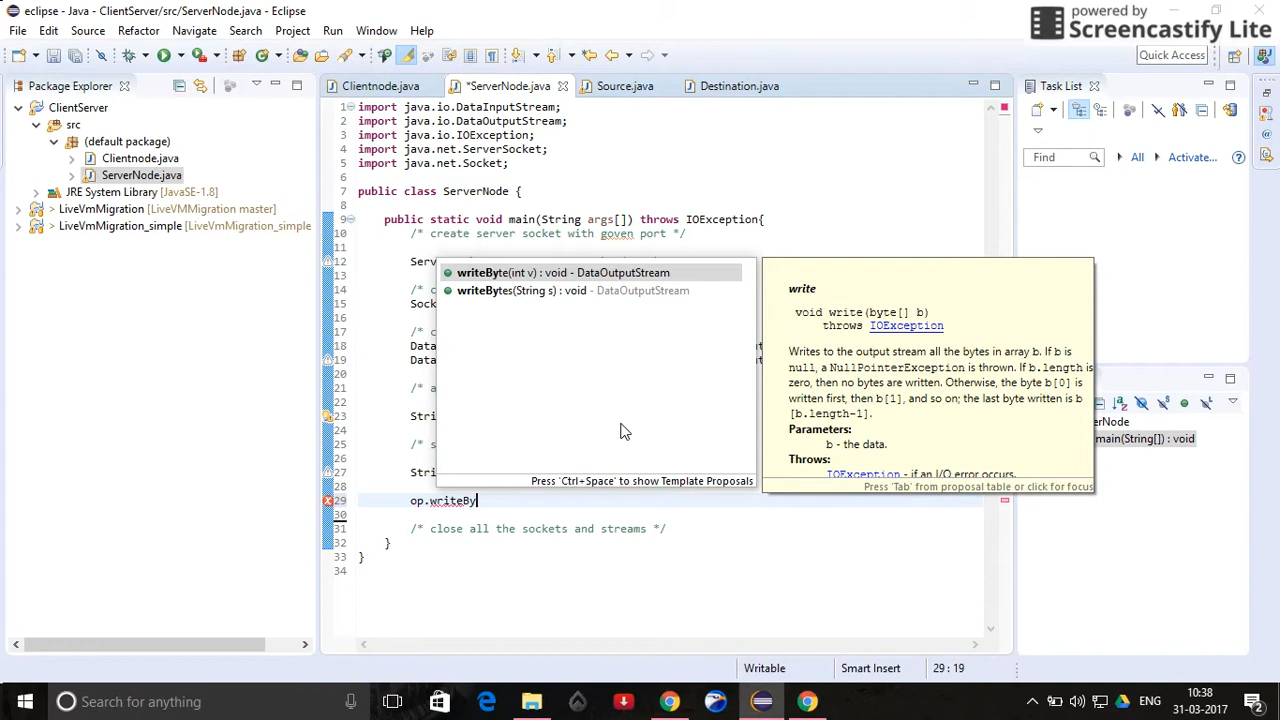 eclipse - Java - ClientServer/src/ServerNode.java - Eclipse
powered by
Screencastify Lite
File Edit Source Refactor Navigate Search Project Run Window Help
Quick Access
Package Explorer
Clientnode.java
*ServerNode.java
Source.java
Destination.java
Task List
ClientServer
src
(default package)
Clientnode.java
ServerNode.java
JRE System Library [JavaSE-1.8]
> LiveVmMigration [LiveVMMigration master]
> LiveVmMigration_simple [LiveVmMigration_simple
1 import java.io.DataInputStream;
2 import java.io.DataOutputStream;
3 import java.io.IOException;
4 import java.net.ServerSocket;
5 import java.net.Socket;
6
7 public class ServerNode {
8
9 public static void main(String args[]) throws IOException{
10 /* create server socket with goven port */
11
12 Serv
13
14 /* c
15 Sock
16
17 /* c
18 Data
19 Data
20
21 /* a
22
23 Stri
24
25 /* s
26
27 Stri
28
29 op.writeBy
30
31 /* close all the sockets and streams */
32 }
33 }
34
writeByte(int v) : void - DataOutputStream
writeBytes(String s) : void - DataOutputStream
Press 'Ctrl+Space' to show Template Proposals
write
void write(byte[] b)
throws IOException
Writes to the output stream all the bytes in array b. If b is
null, a NullPointerException is thrown. If b.length is
zero, then no bytes are written. Otherwise, the byte b[0] is
written first, then b[1], and so on; the last byte written is b
[b.length-1].
Parameters:
b - the data.
Throws:
IOException - if an I/O error occurs.
Press 'Tab' from proposal table or click for focus
Find
All
Activate...
erNode
main(String[]) : void
Writable
Smart Insert
29 : 19
Search for anything
ENG
10:38
31-03-2017
2